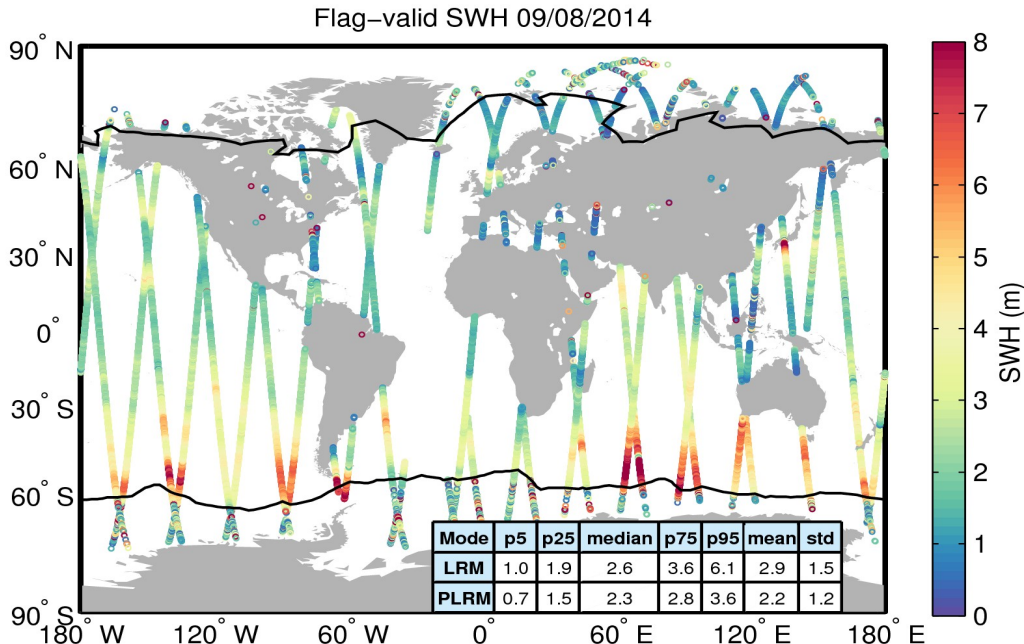 Flag−valid SWH 09/08/2014
90° N
60° N
30° N
0°
30° S
60° S
90° S
180° W 120° W 60° W 0° 60° E 120° E 180° E
8
7
6
5
4
3
2
1
0
SWH (m)
Mode p5 p25 median p75 p95 mean std
LRM 1.0 1.9 2.6 3.6 6.1 2.9 1.5
PLRM 0.7 1.5 2.3 2.8 3.6 2.2 1.2